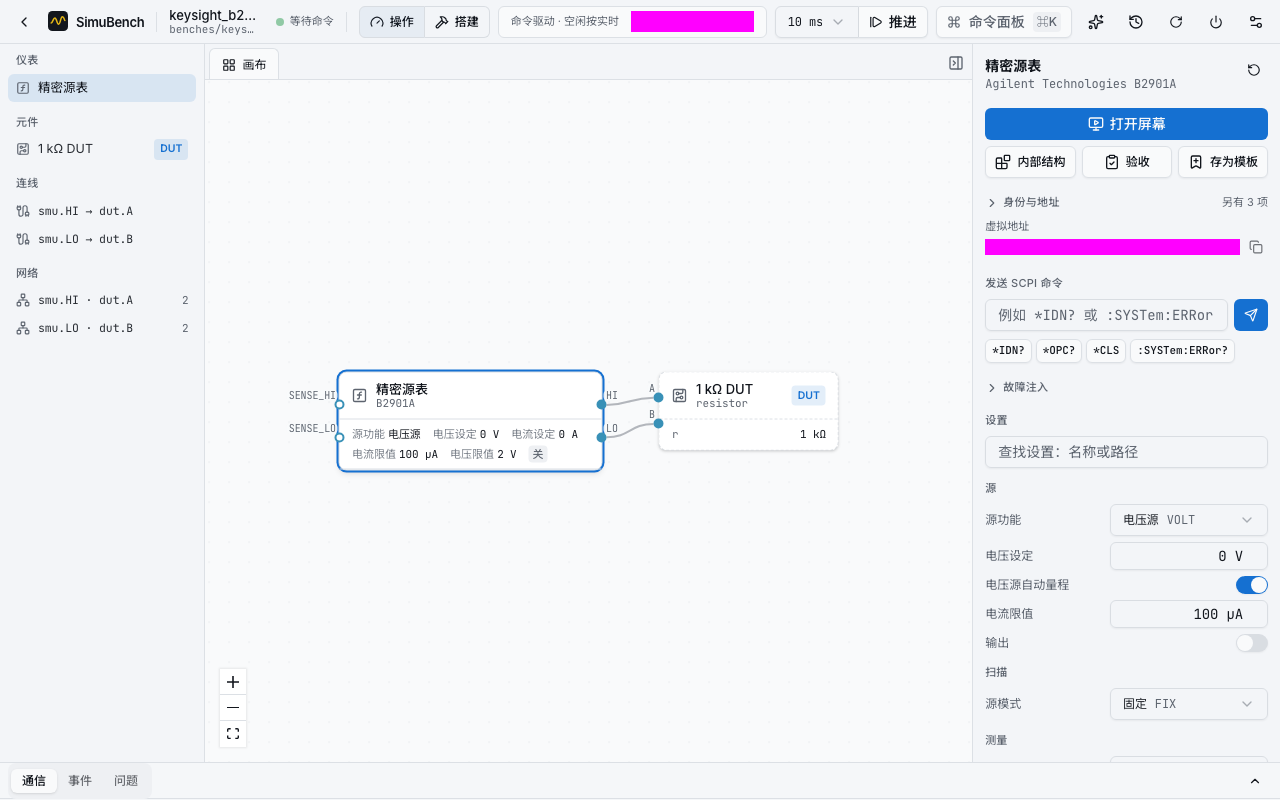 SimuBench
keysight_b2...
benches/keys...
等待命令
操作
搭建
命令驱动 · 空闲按实时
10 ms
推进
命令面板
⌘K
仪表
精密源表
元件
1 kΩ DUT
DUT
连线
smu.HI → dut.A
smu.LO → dut.B
网络
smu.HI · dut.A 2
smu.LO · dut.B 2
画布
SENSE_HI
SENSE_LO
精密源表
B2901A
源功能 电压源 电压设定 0 V 电流设定 0 A
电流限值 100 µA 电压限值 2 V 关
HI
LO
A
B
1 kΩ DUT
resistor
DUT
r 1 kΩ
精密源表
Agilent Technologies B2901A
打开屏幕
内部结构
验收
存为模板
身份与地址 另有 3 项
虚拟地址
发送 SCPI 命令
例如 *IDN? 或 :SYSTem:ERRor
*IDN?
*OPC?
*CLS
:SYSTem:ERRor?
故障注入
设置
查找设置：名称或路径
源
源功能 电压源 VOLT
电压设定 0 V
电压源自动量程
电流限值 100 µA
输出
扫描
源模式 固定 FIX
测量
通信
事件
问题